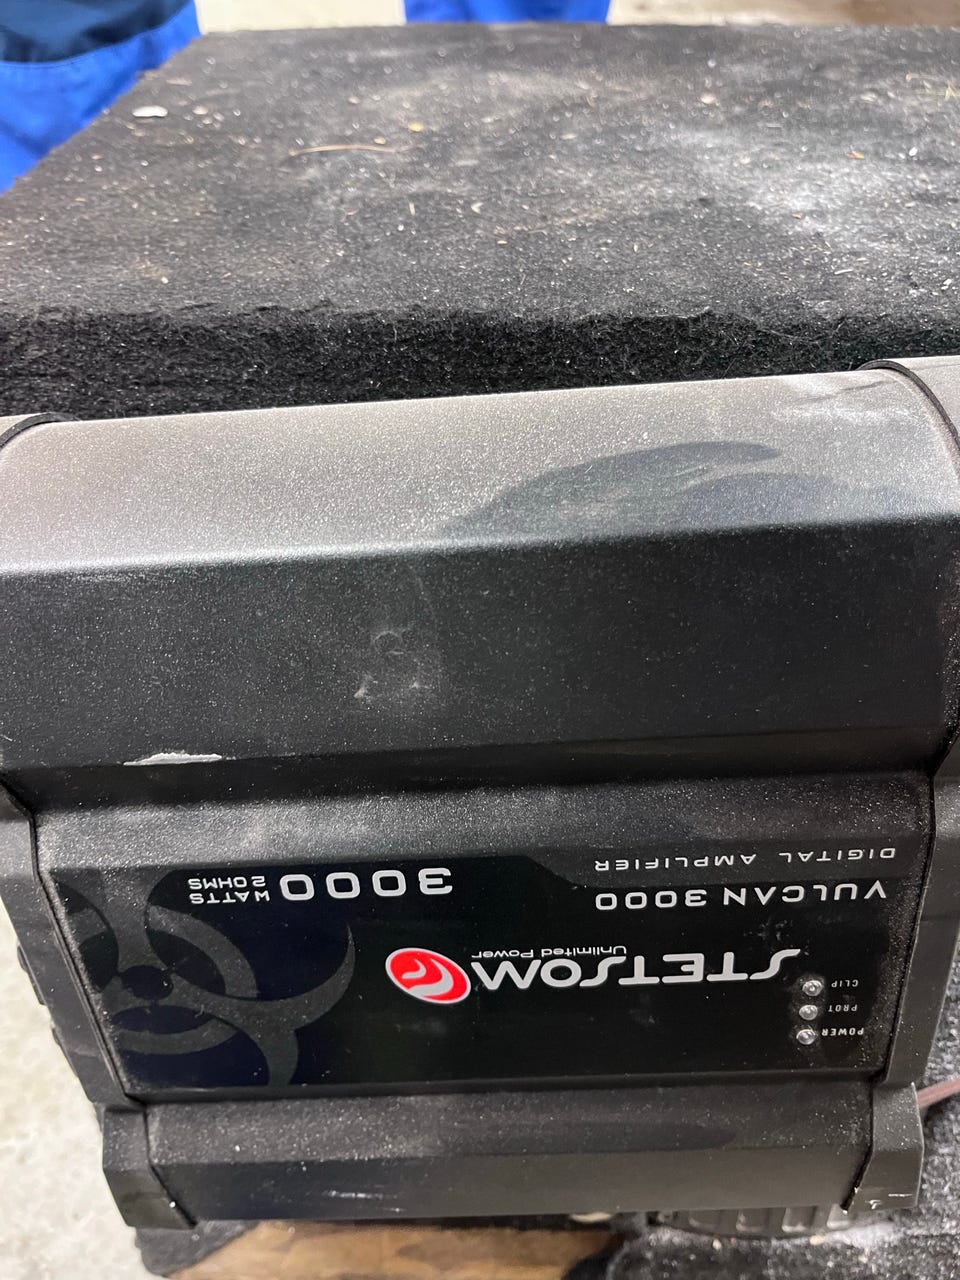 POWER
PROT
CLIP
STETSOM
Unlimited Power
VULCAN 3000
DIGITAL AMPLIFIER
3000 WATTS
2 OHMS